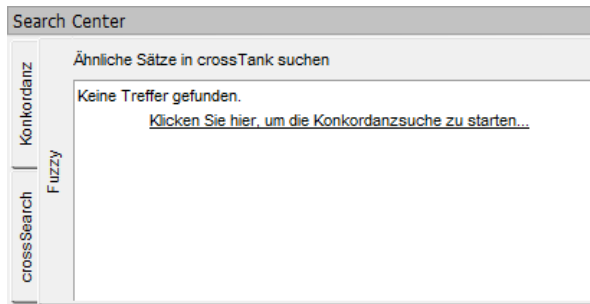 Search Center
Konkordanz
crossSearch
Fuzzy
Ähnliche Sätze in crossTank suchen
Keine Treffer gefunden.
Klicken Sie hier, um die Konkordanzsuche zu starten...